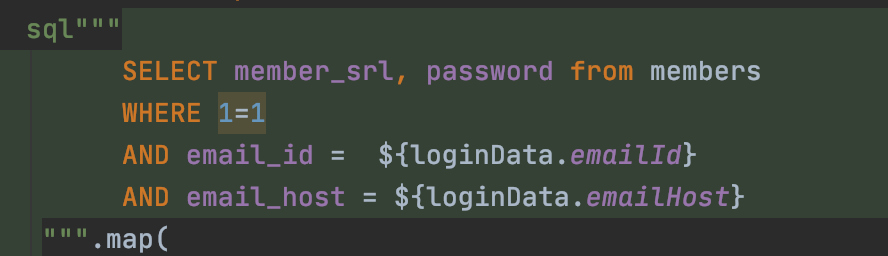 sql"""
SELECT member_srl, password from members
WHERE 1=1
AND email_id =  ${loginData.emailId}
AND email_host = ${loginData.emailHost}
""".map(